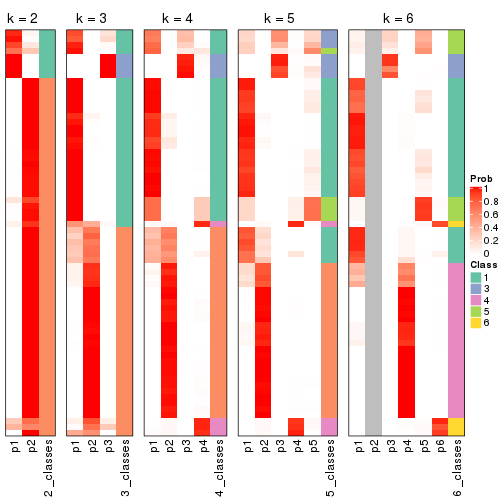 k = 2
k = 3
k = 4
k = 5
k = 6
Prob
1
0.8
0.6
0.4
0.2
0
Class
1
3
4
5
6
p1
p2
2_classes
p1
p2
p3
3_classes
p1
p2
p3
p4
4_classes
p1
p2
p3
p4
p5
5_classes
p1
p2
p3
p4
p5
p6
6_classes